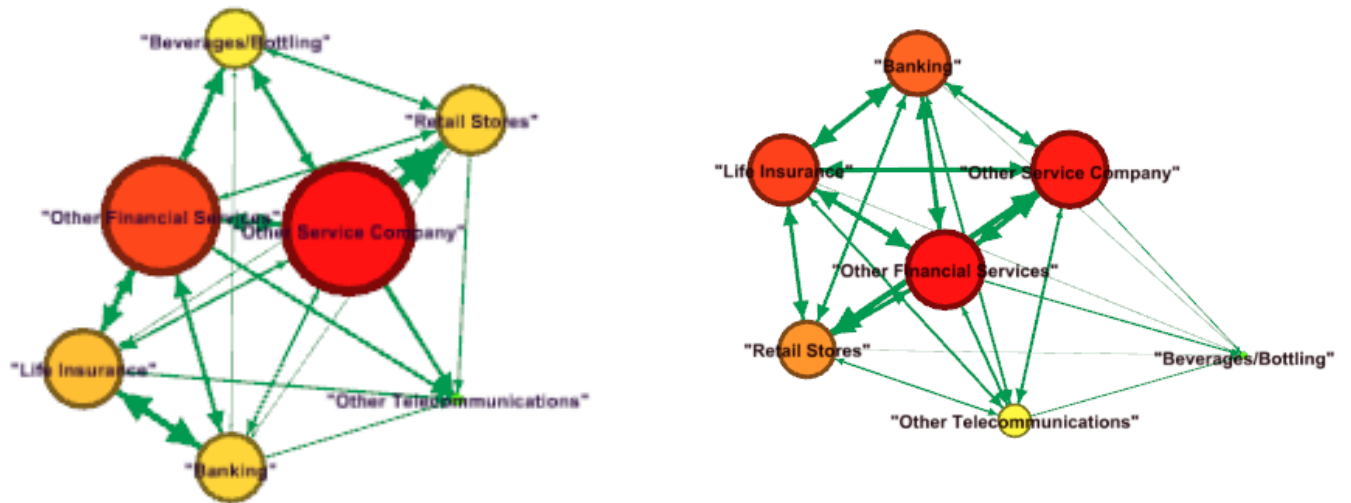 "Beverages/Bottling"
"Retail Stores"
"Other Financial Services"
"Other Service Company"
"Life Insurance"
"Other Telecommunications"
"Banking"
"Banking"
"Life Insurance"
"Other Service Company"
"Other Financial Services"
"Retail Stores"
"Beverages/Bottling"
"Other Telecommunications"